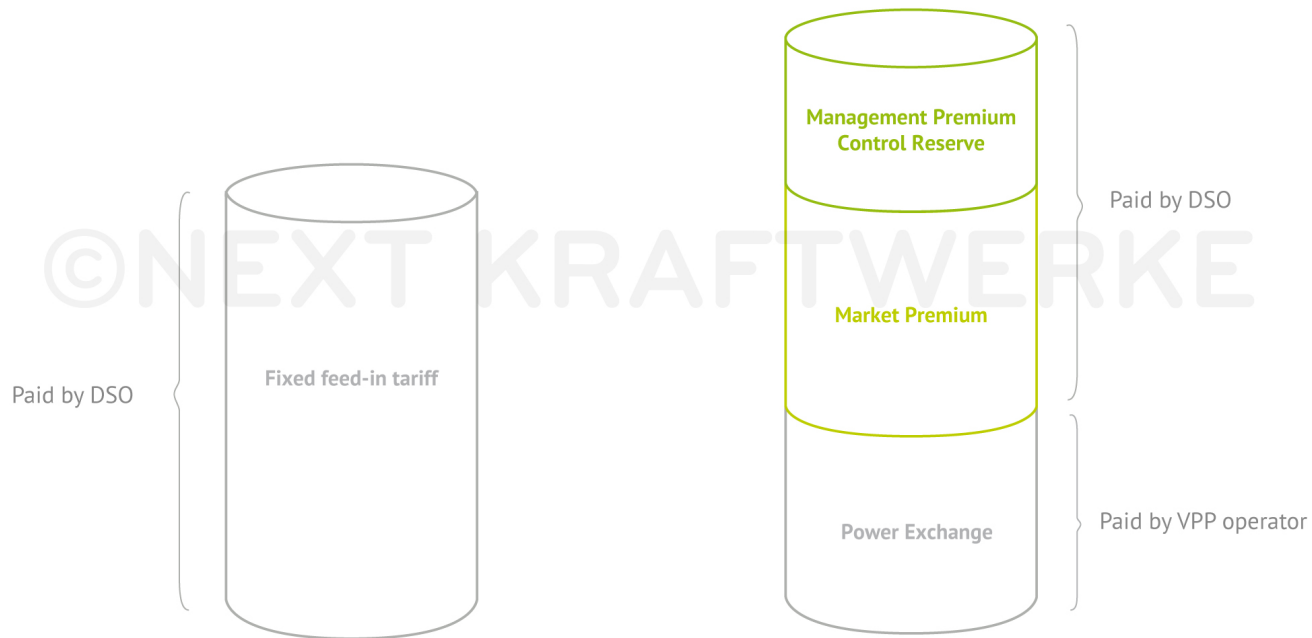 Management Premium
Control Reserve
Paid by DSO
©NEXT KRAFTWERKE
Market Premium
Fixed feed-in tariff
Paid by DSO
Power Exchange
Paid by VPP operator